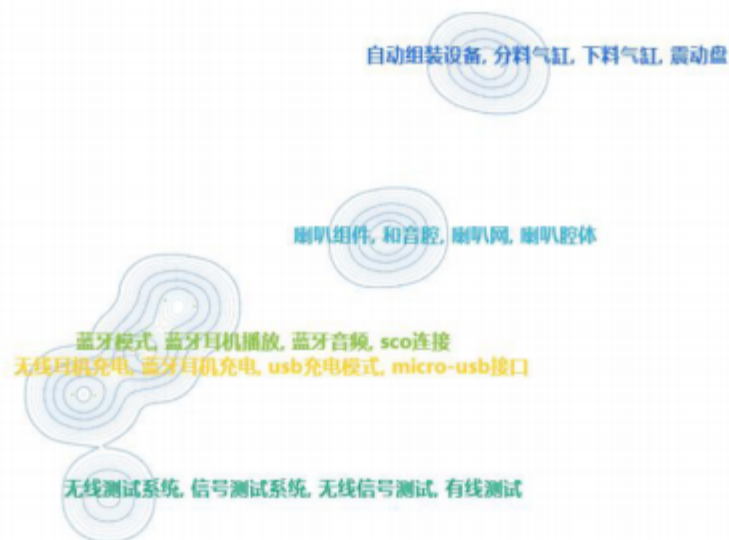 自动组装设备, 分料气缸, 下料气缸, 震动盘
喇叭组件, 和音腔, 喇叭网, 喇叭腔体
蓝牙模式, 蓝牙耳机播放, 蓝牙音频, sco连接
无线耳机充电, 蓝牙耳机充电, usb充电模式, micro-usb接口
无线测试系统, 信号测试系统, 无线信号测试, 有线测试